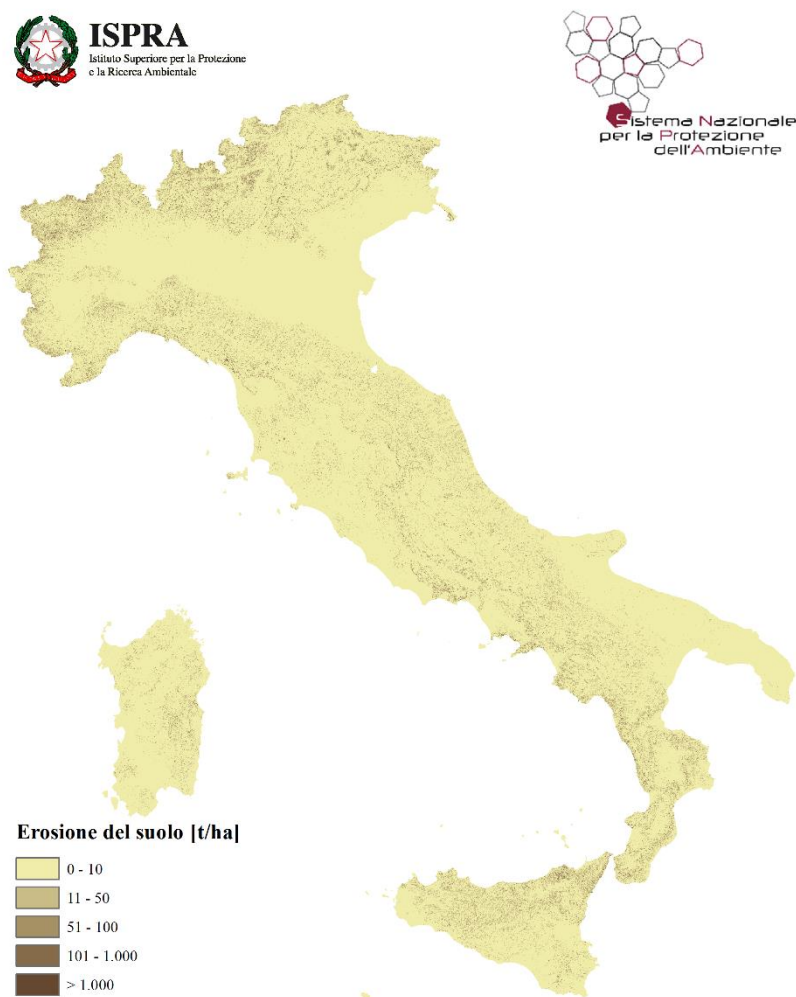 ISPRA
Istituto Superiore per la Protezione
e la Ricerca Ambientale
Sistema Nazionale
per la Protezione
dell'Ambiente
Erosione del suolo [t/ha]
0 - 10
11 - 50
51 - 100
101 - 1.000
> 1.000